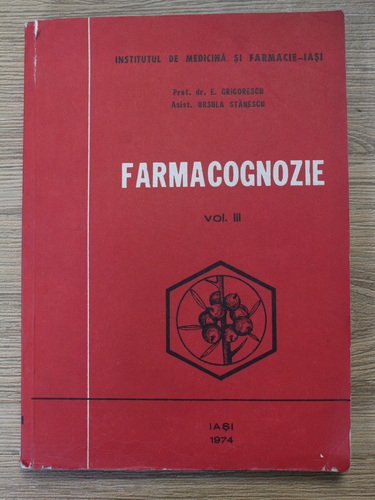 INSTITUTUL DE MEDICINĂ ȘI FARMACIE-IAȘI
Prof. dr. E. GRIGORESCU
Asist. URSULA STĂNESCU
FARMACOGNOZIE
vol. III
IAȘI
1974